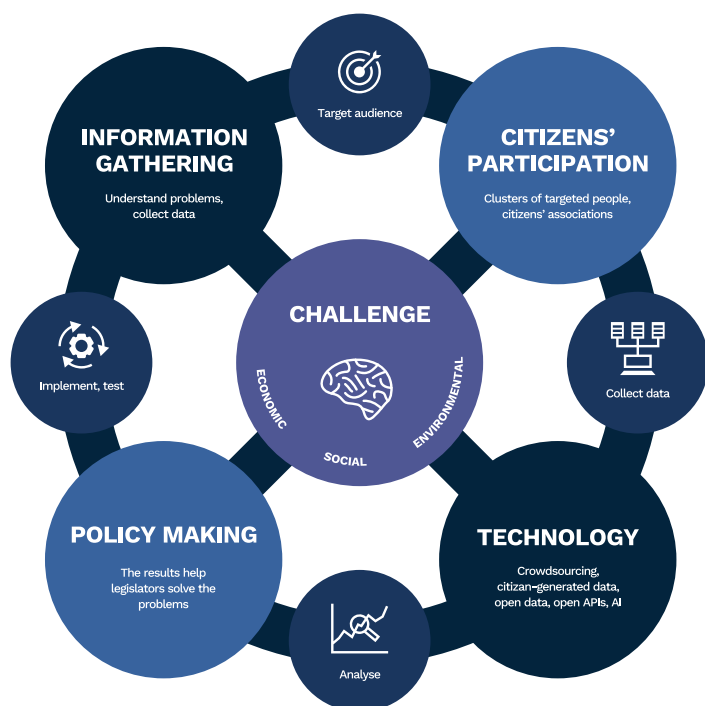 Target audience
INFORMATION
GATHERING
Understand problems,
collect data
CITIZENS'
PARTICIPATION
Clusters of targeted people,
citizens' associations
CHALLENGE
ECONOMIC
SOCIAL
ENVIRONMENTAL
Implement, test
Collect data
POLICY MAKING
The results help
legislators solve the
problems
TECHNOLOGY
Crowdsourcing,
citizan-generated data,
open data, open APIs, AI
Analyse